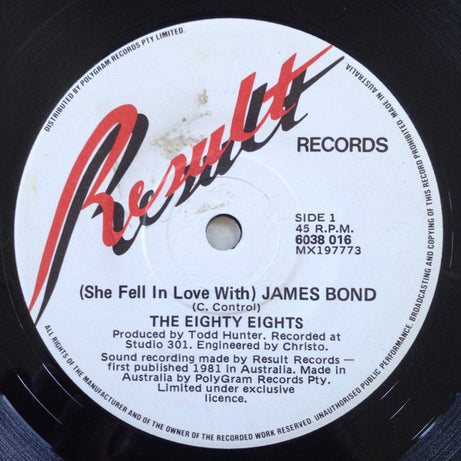 DISTRIBUTED BY POLYGRAM RECORDS PTY LIMITED.
Result
RECORDS
SIDE 1
45 R.P.M.
6038 016
MX197773
(She Fell In Love With) JAMES BOND
(C. Control)
THE EIGHTY EIGHTS
Produced by Todd Hunter. Recorded at
Studio 301. Engineered by Christo.
Sound recording made by Result Records —
first published 1981 in Australia. Made in
Australia by PolyGram Records Pty.
Limited under exclusive
licence.
ALL RIGHTS OF THE MANUFACTURER AND OF THE OWNER OF THE RECORDED WORK RESERVED. UNAUTHORISED PUBLIC PERFORMANCE, BROADCASTING AND COPYING OF THIS RECORD PROHIBITED. MADE IN AUSTRALIA